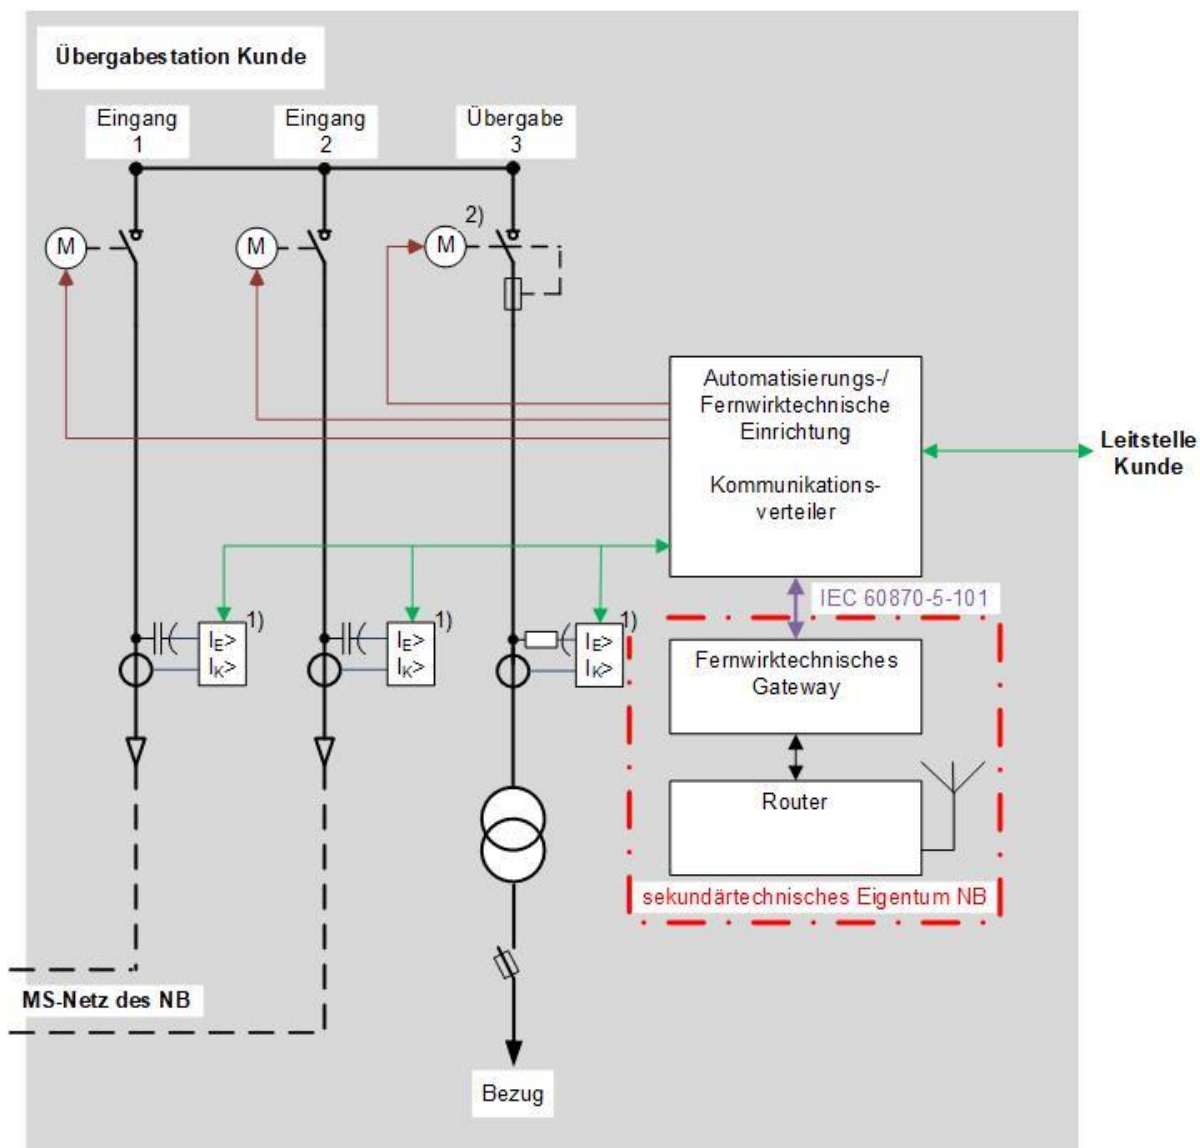 Übergabestation Kunde
Eingang
1
Eingang
2
Übergabe
3
2)
M
M
M
Automatisierungs-/
Fernwirktechnische
Einrichtung
Kommunikations-
verteiler
Leitstelle
Kunde
IEC 60870-5-101
1)
IE>
IK>
1)
IE>
IK>
1)
IE>
IK>
Fernwirktechnisches
Gateway
Router
sekundärtechnisches Eigentum NB
MS-Netz des NB
Bezug